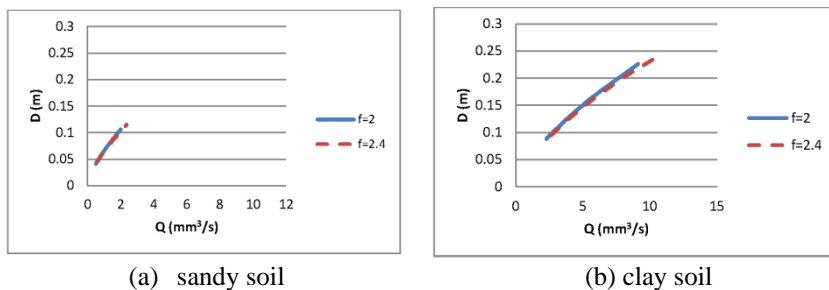 0.3
0.25
0.2
0.15
0.1
0.05
0
D (m)
0 2 4 6 8 10 12
Q (mm³/s)
f=2
f=2.4
(a) sandy soil
0.3
0.25
0.2
0.15
0.1
0.05
0
D (m)
0 5 10 15
Q (mm³/s)
f=2
f=2.4
(b) clay soil